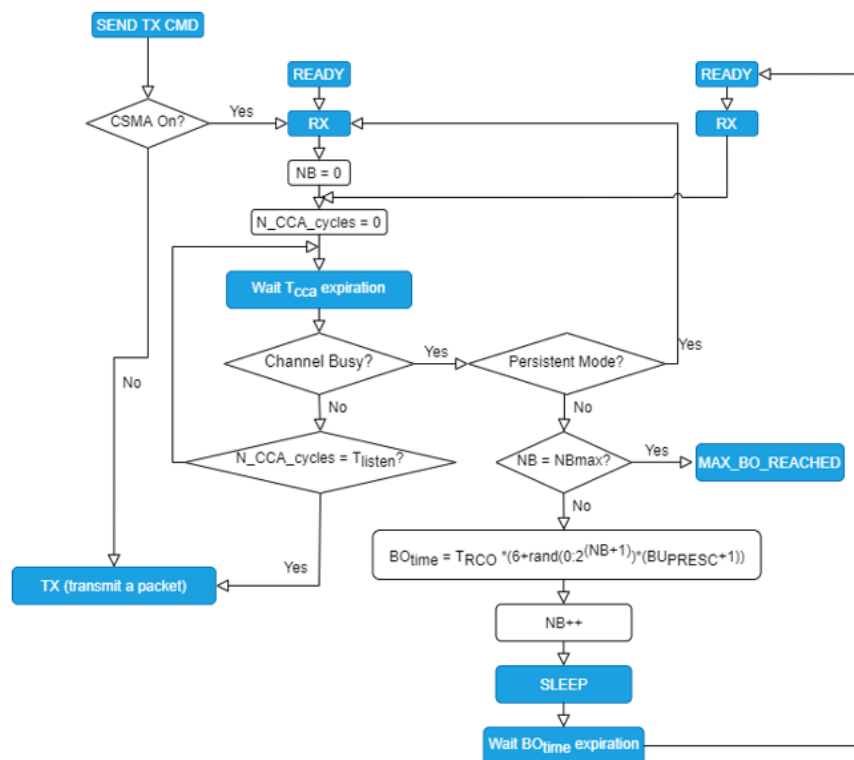 SEND TX CMD
READY
READY
CSMA On?
Yes
RX
RX
NB = 0
N_CCA_cycles = 0
Wait Tcca expiration
Channel Busy?
Yes
Persistent Mode?
Yes
No
No
No
N_CCA_cycles = Tlisten?
NB = NBmax?
Yes
MAX_BO_REACHED
No
BOtime = TRCO *(6+rand(0:2^(NB+1))*(BUPRESC+1))
Yes
TX (transmit a packet)
NB++
SLEEP
Wait BOtime expiration